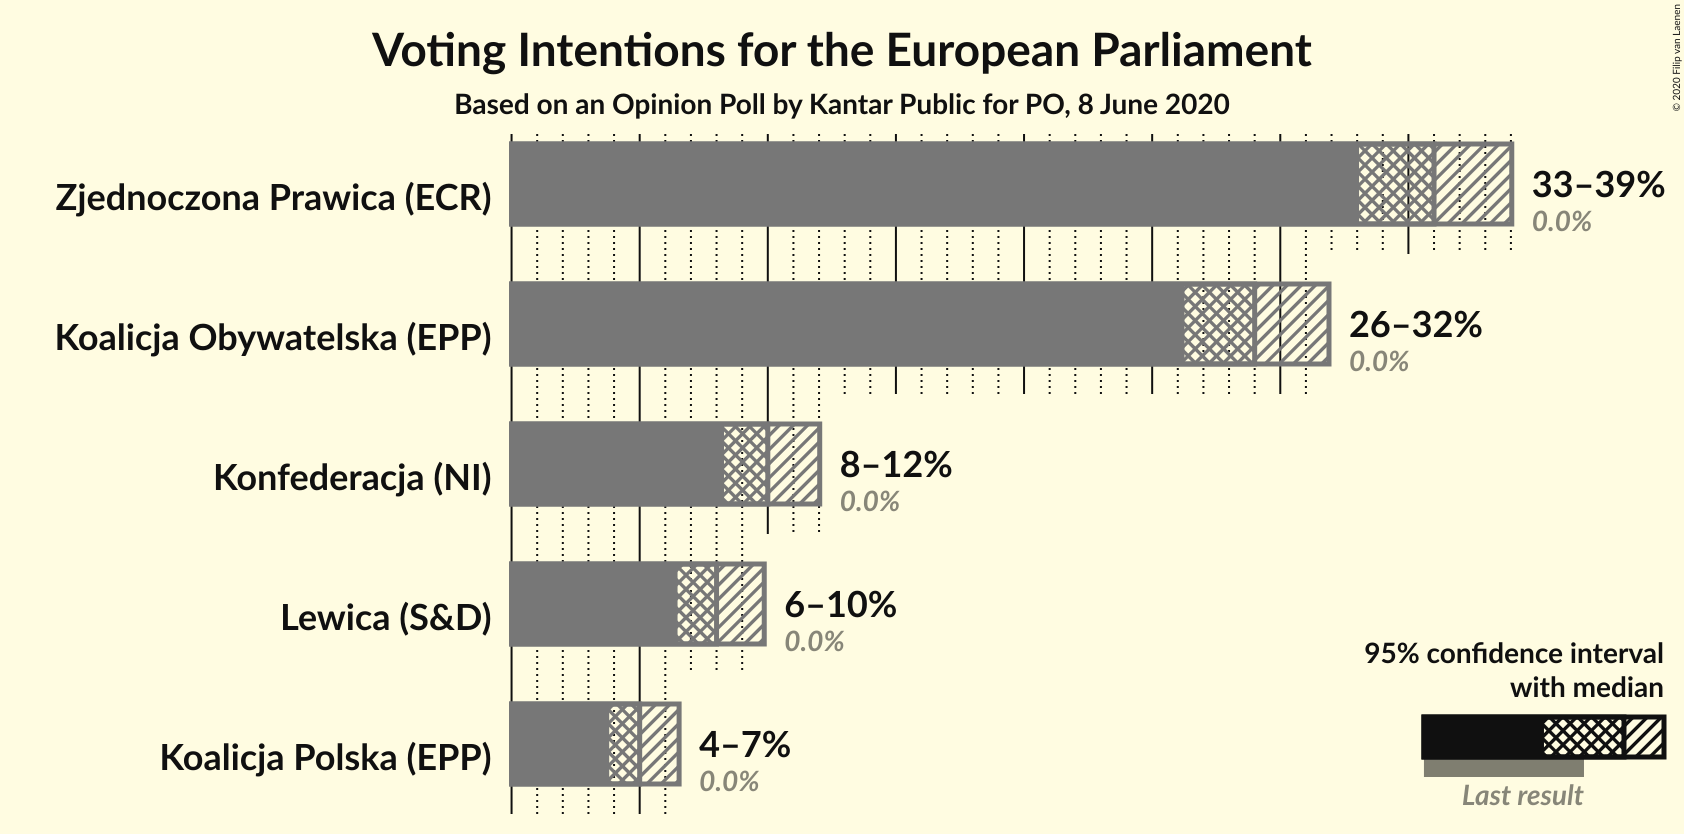 Voting Intentions for the European Parliament
Based on an Opinion Poll by Kantar Public for PO, 8 June 2020
© 2020 Filip van Laenen
Zjednoczona Prawica (ECR)
33–39%
0.0%
Koalicja Obywatelska (EPP)
26–32%
0.0%
Konfederacja (NI)
8–12%
0.0%
Lewica (S&D)
6–10%
0.0%
Koalicja Polska (EPP)
4–7%
0.0%
95% confidence interval
with median
Last result